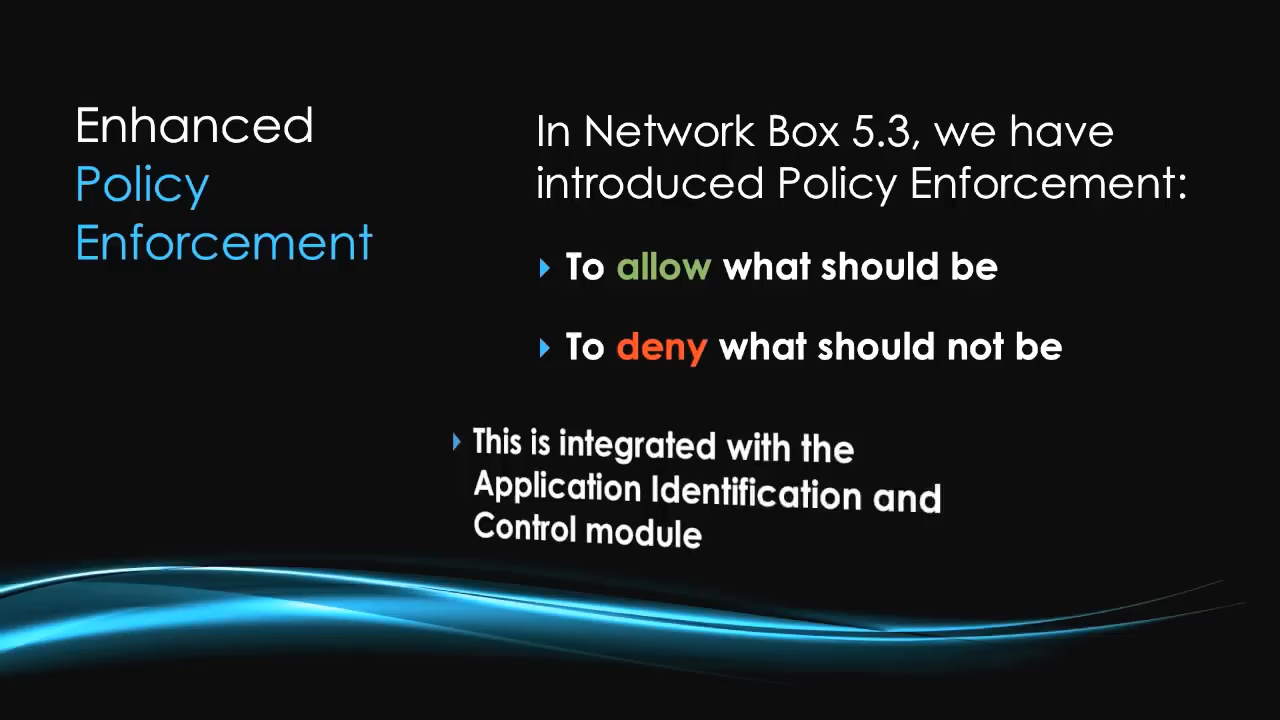 Enhanced
Policy
Enforcement
In Network Box 5.3, we have
introduced Policy Enforcement:
To allow what should be
To deny what should not be
This is integrated with the
Application Identification and
Control module